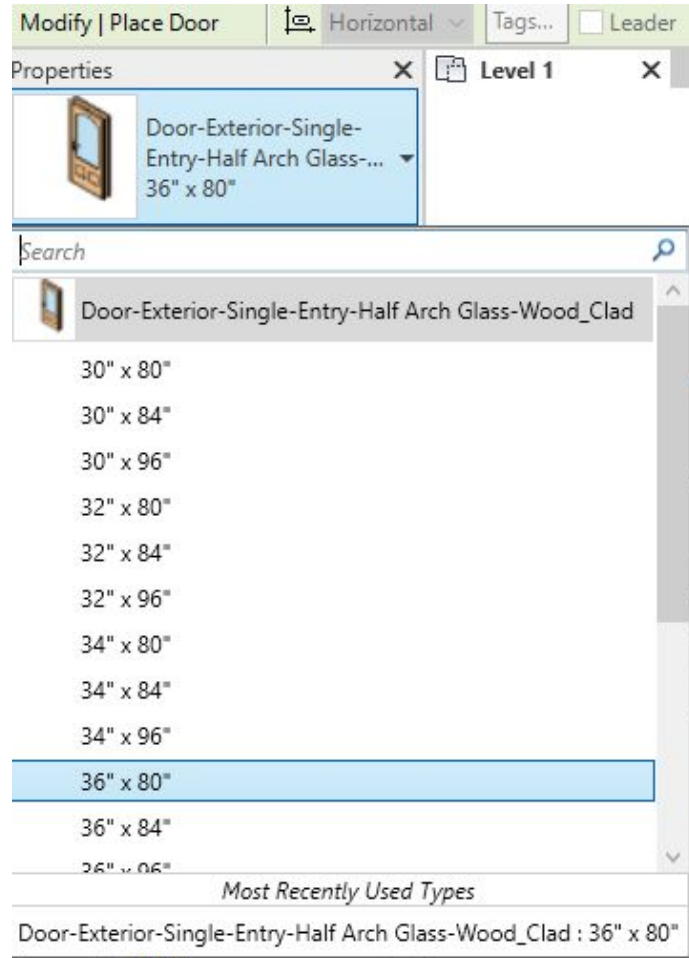 Modify | Place Door Horizontal Tags... Leader
Properties Level 1
Door-Exterior-Single-
Entry-Half Arch Glass-...
36" x 80"
Search
Door-Exterior-Single-Entry-Half Arch Glass-Wood_Clad
30" x 80"
30" x 84"
30" x 96"
32" x 80"
32" x 84"
32" x 96"
34" x 80"
34" x 84"
34" x 96"
36" x 80"
36" x 84"
36" x 96"
Most Recently Used Types
Door-Exterior-Single-Entry-Half Arch Glass-Wood_Clad : 36" x 80"